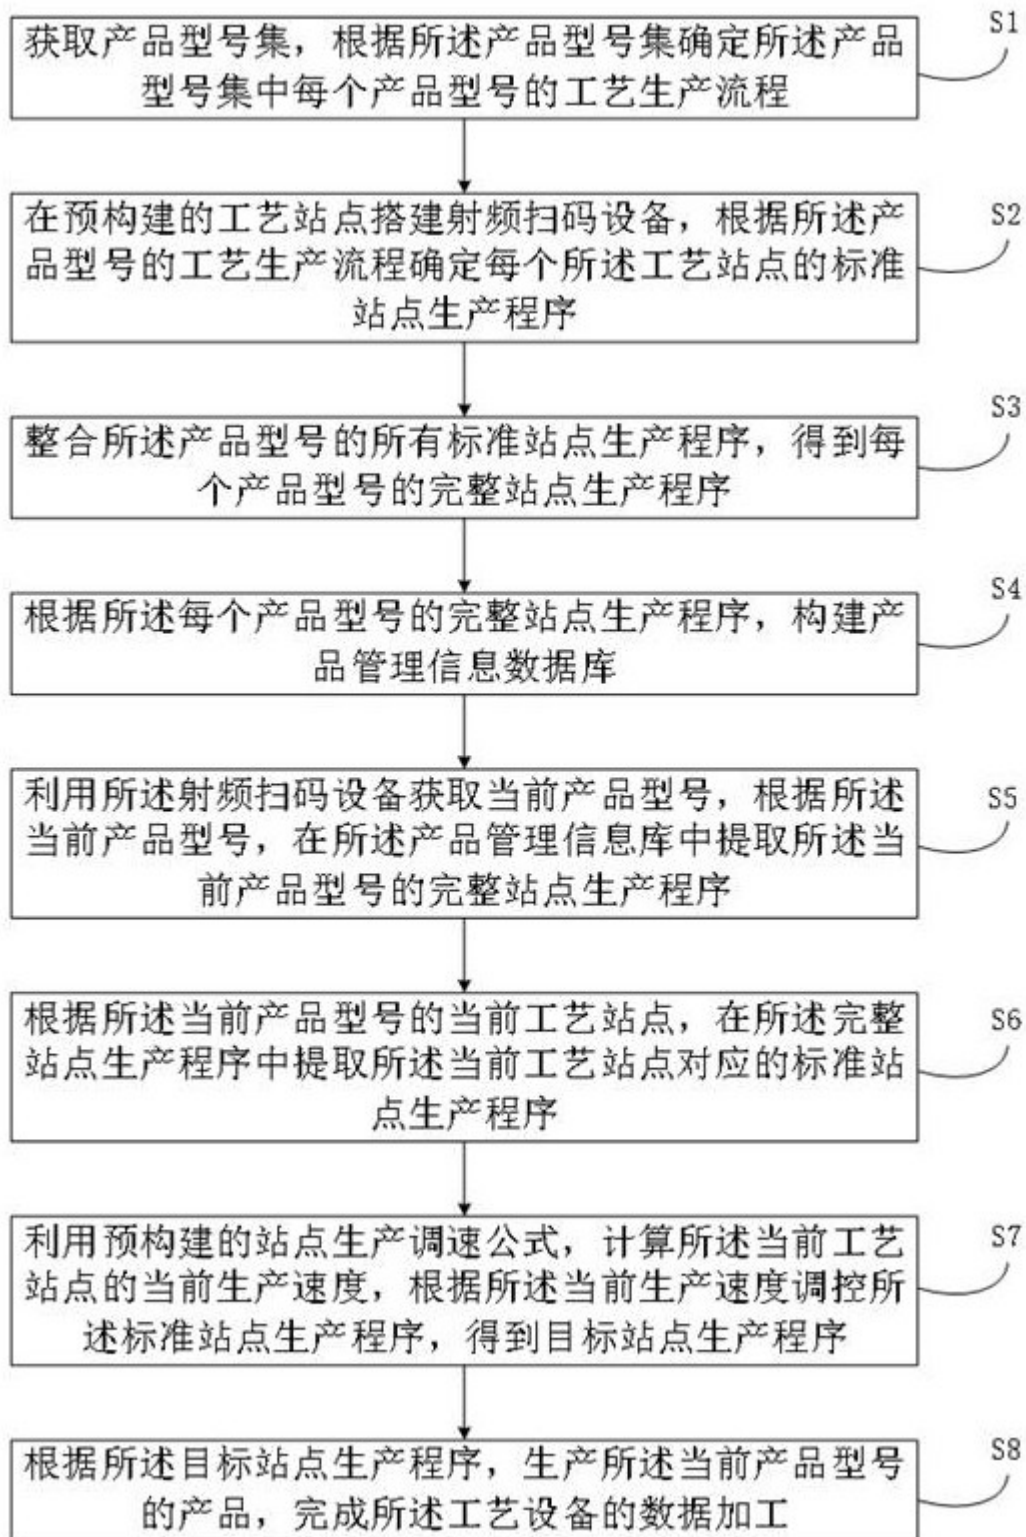 获取产品型号集，根据所述产品型号集确定所述产品
型号集中每个产品型号的工艺生产流程
S1
在预构建的工艺站点搭建射频扫码设备，根据所述产
品型号的工艺生产流程确定每个所述工艺站点的标准
站点生产程序
S2
整合所述产品型号的所有标准站点生产程序，得到每
个产品型号的完整站点生产程序
S3
根据所述每个产品型号的完整站点生产程序，构建产
品管理信息数据库
S4
利用所述射频扫码设备获取当前产品型号，根据所述
当前产品型号，在所述产品管理信息库中提取所述当
前产品型号的完整站点生产程序
S5
根据所述当前产品型号的当前工艺站点，在所述完整
站点生产程序中提取所述当前工艺站点对应的标准站
点生产程序
S6
利用预构建的站点生产调速公式，计算所述当前工艺
站点的当前生产速度，根据所述当前生产速度调控所
述标准站点生产程序，得到目标站点生产程序
S7
根据所述目标站点生产程序，生产所述当前产品型号
的产品，完成所述工艺设备的数据加工
S8